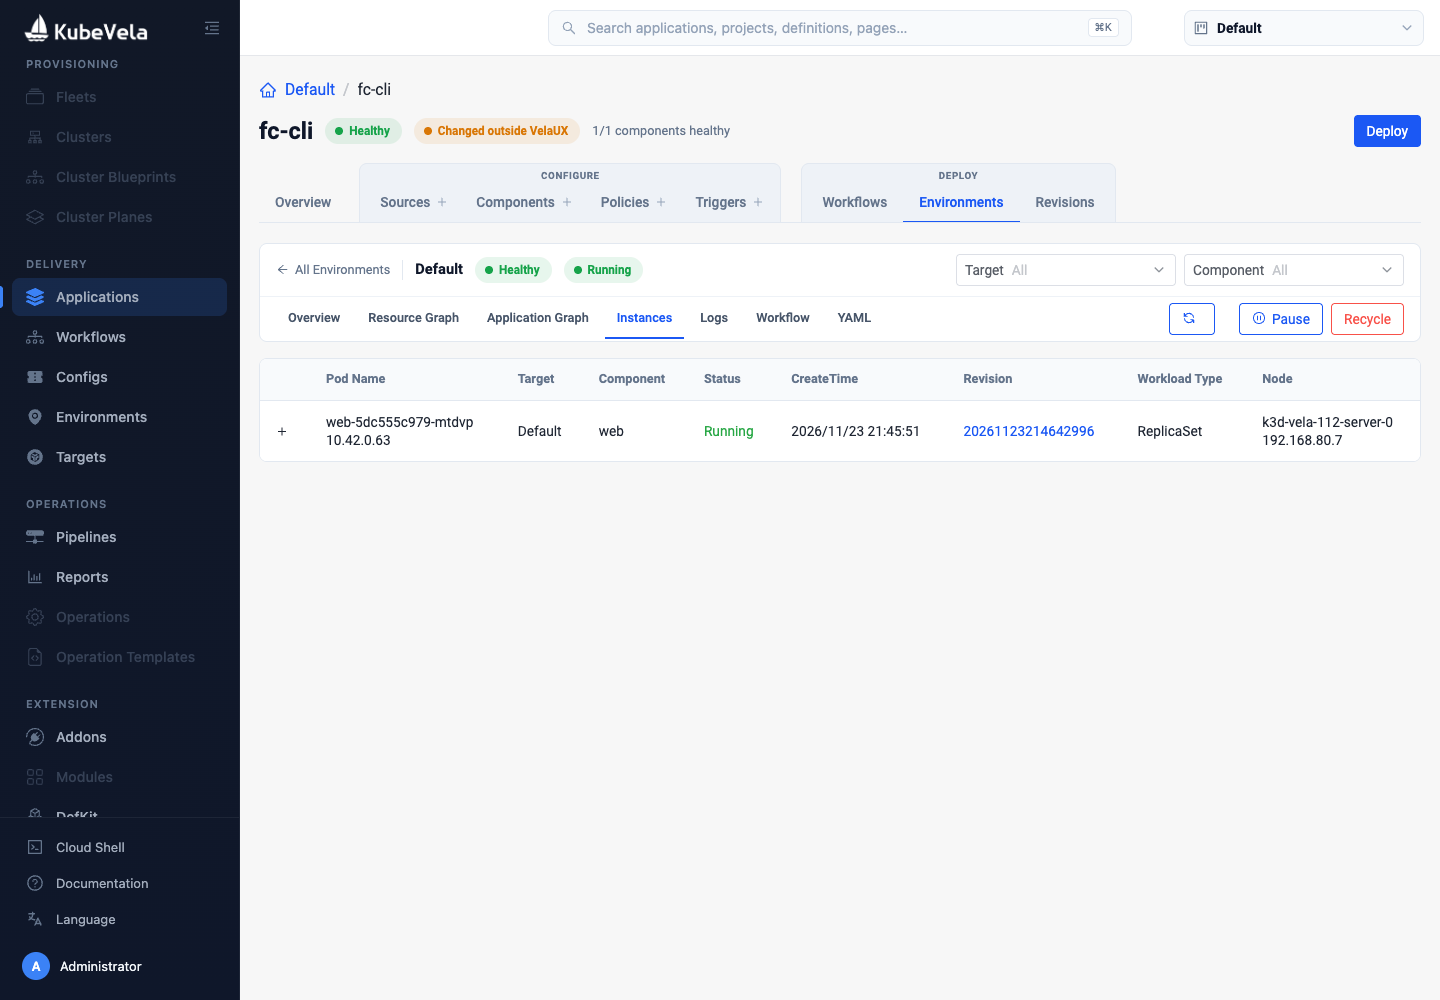 KubeVela
Search applications, projects, definitions, pages...
⌘K
Default
PROVISIONING
Fleets
Clusters
Cluster Blueprints
Cluster Planes
DELIVERY
Applications
Workflows
Configs
Environments
Targets
OPERATIONS
Pipelines
Reports
Operations
Operation Templates
EXTENSION
Addons
Modules
DefKit
Cloud Shell
Documentation
Language
A
Administrator
Default / fc-cli
fc-cli
Healthy
Changed outside VelaUX
1/1 components healthy
Deploy
CONFIGURE
DEPLOY
Overview
Sources +
Components +
Policies +
Triggers +
Workflows
Environments
Revisions
← All Environments
Default
Healthy
Running
Target All
Component All
Overview
Resource Graph
Application Graph
Instances
Logs
Workflow
YAML
Pause
Recycle
Pod Name Target Component Status CreateTime Revision Workload Type Node
+ web-5dc555c979-mtdvp Default web Running 2026/11/23 21:45:51 20261123214642996 ReplicaSet k3d-vela-112-server-0
10.42.0.63 192.168.80.7